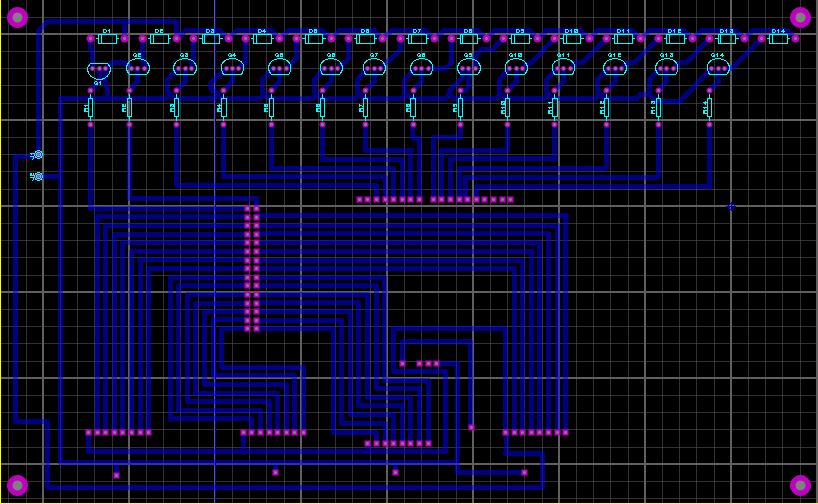 D1 D2 D3 D4 D5 D6 D7 D8 D9 D10 D11 D12 D13 D14
Q2 Q3 Q4 Q5 Q6 Q7 Q8 Q9 Q10 Q11 Q12 Q13 Q14
Q1
R1 R2 R3 R4 R5 R6 R7 R8 R9 R10 R11 R12 R13 R14